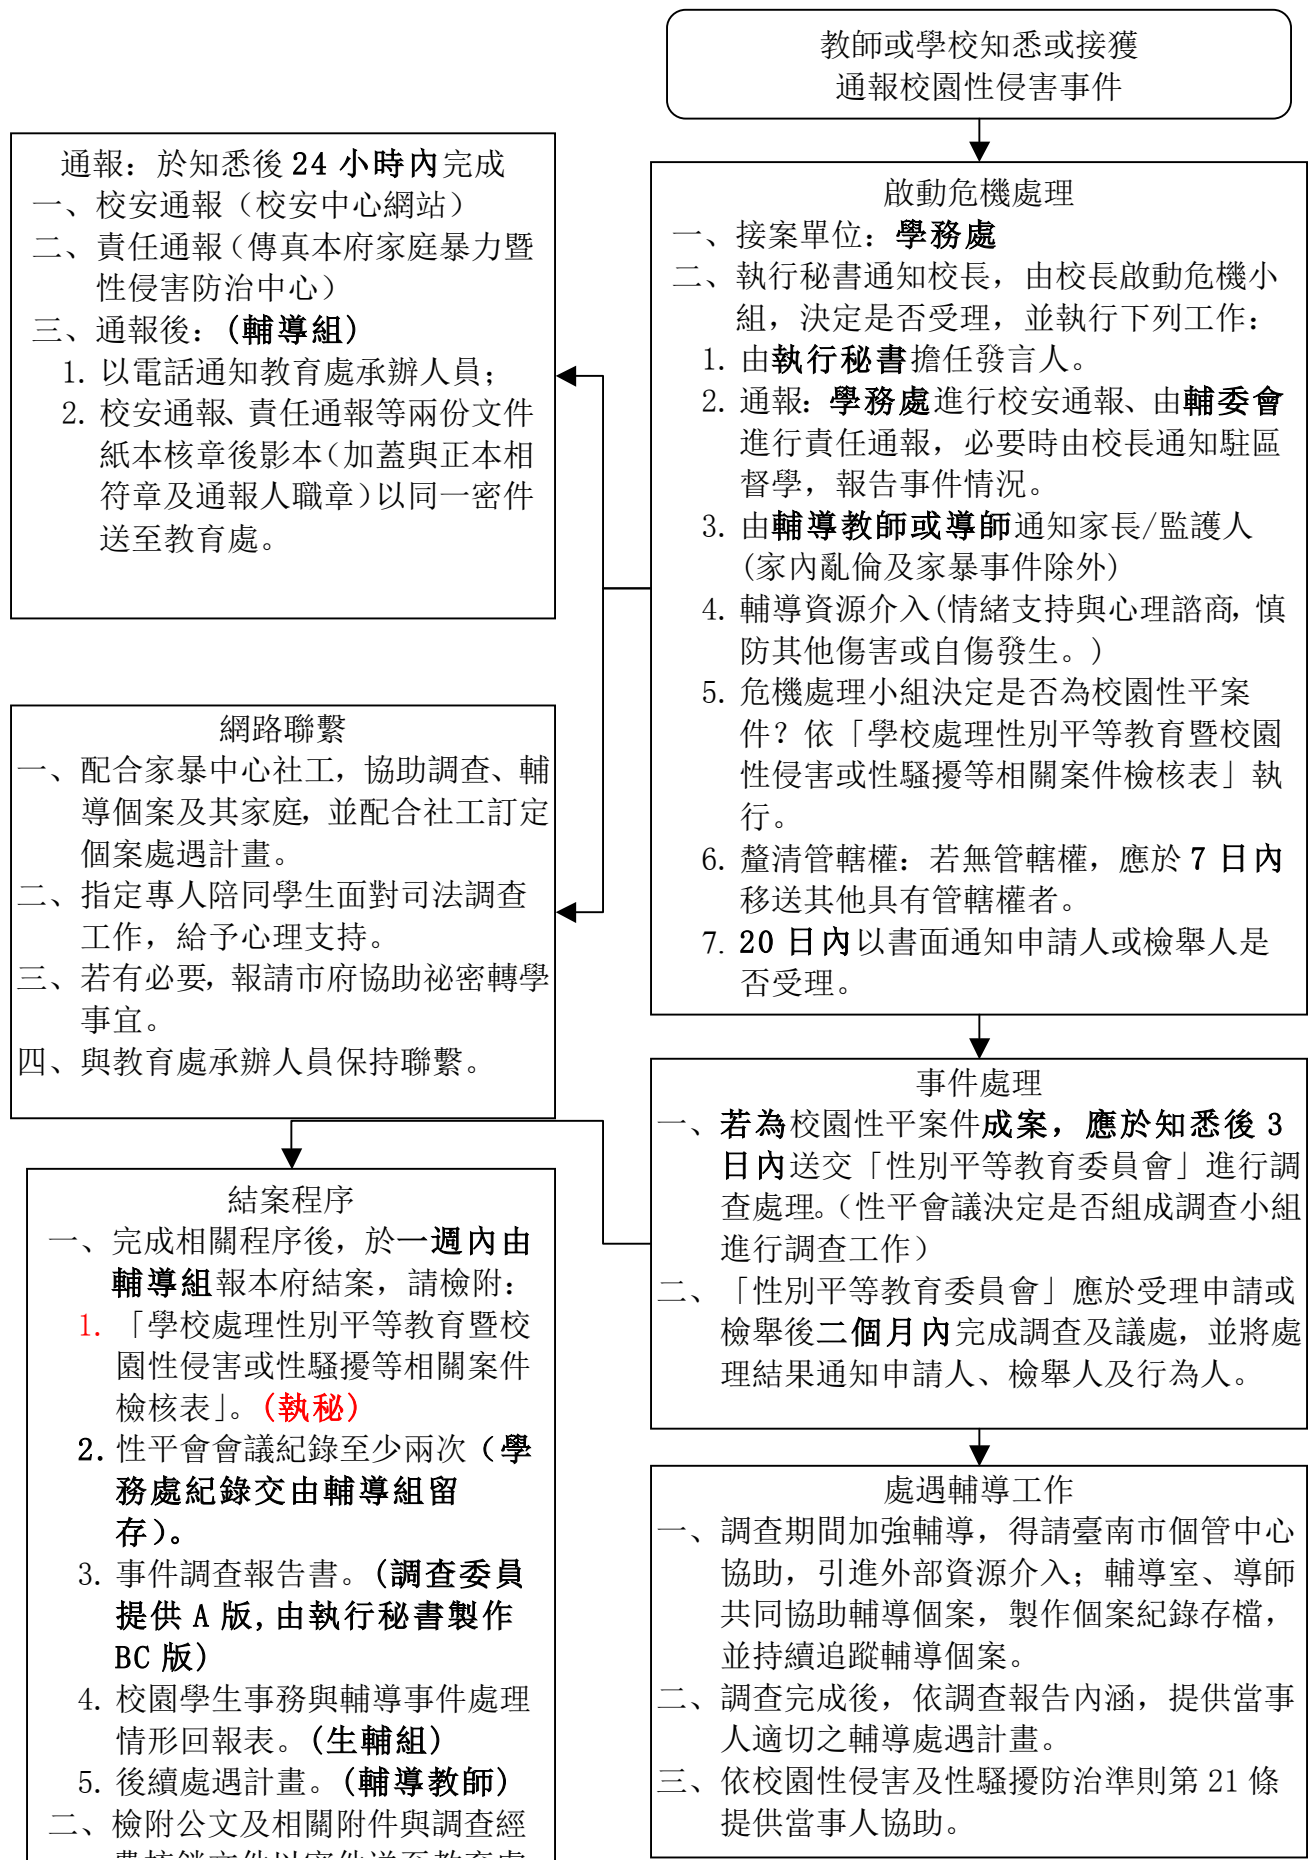 教師或學校知悉或接獲
通報校園性侵害事件
通報：於知悉後 24 小時內完成
一、校安通報（校安中心網站）
二、責任通報（傳真本府家庭暴力暨
性侵害防治中心）
三、通報後：(輔導組)
1. 以電話通知教育處承辦人員；
2. 校安通報、責任通報等兩份文件
紙本核章後影本（加蓋與正本相
符章及通報人職章）以同一密件
送至教育處。
啟動危機處理
一、接案單位：學務處
二、執行秘書通知校長，由校長啟動危機小
組，決定是否受理，並執行下列工作：
1. 由執行秘書擔任發言人。
2. 通報：學務處進行校安通報、由輔委會
進行責任通報，必要時由校長通知駐區
督學，報告事件情況。
3. 由輔導教師或導師通知家長/監護人
(家內亂倫及家暴事件除外)
4. 輔導資源介入(情緒支持與心理諮商，慎
防其他傷害或自傷發生。)
5. 危機處理小組決定是否為校園性平案
件？依「學校處理性別平等教育暨校園
性侵害或性騷擾等相關案件檢核表」執
行。
6. 釐清管轄權：若無管轄權，應於 7 日內
移送其他具有管轄權者。
7. 20 日內以書面通知申請人或檢舉人是
否受理。
網路聯繫
一、配合家暴中心社工，協助調查、輔
導個案及其家庭，並配合社工訂定
個案處遇計畫。
二、指定專人陪同學生面對司法調查
工作，給予心理支持。
三、若有必要，報請市府協助祕密轉學
事宜。
四、與教育處承辦人員保持聯繫。
事件處理
一、若為校園性平案件成案，應於知悉後 3
日內送交「性別平等教育委員會」進行調
查處理。（性平會議決定是否組成調查小組
進行調查工作）
二、「性別平等教育委員會」應於受理申請或
檢舉後二個月內完成調查及議處，並將處
理結果通知申請人、檢舉人及行為人。
結案程序
一、完成相關程序後，於一週內由
輔導組報本府結案，請檢附：
1. 「學校處理性別平等教育暨校
園性侵害或性騷擾等相關案件
檢核表」。(執秘)
2. 性平會會議紀錄至少兩次（學
務處紀錄交由輔導組留
存）。
3. 事件調查報告書。(調查委員
提供 A 版,由執行秘書製作
BC 版)
4. 校園學生事務與輔導事件處理
情形回報表。(生輔組)
5. 後續處遇計畫。(輔導教師)
二、檢附公文及相關附件與調查經
費核銷文件以密件送至教育處
處遇輔導工作
一、調查期間加強輔導，得請臺南市個管中心
協助，引進外部資源介入；輔導室、導師
共同協助輔導個案，製作個案紀錄存檔，
並持續追蹤輔導個案。
二、調查完成後，依調查報告內涵，提供當事
人適切之輔導處遇計畫。
三、依校園性侵害及性騷擾防治準則第 21 條
提供當事人協助。